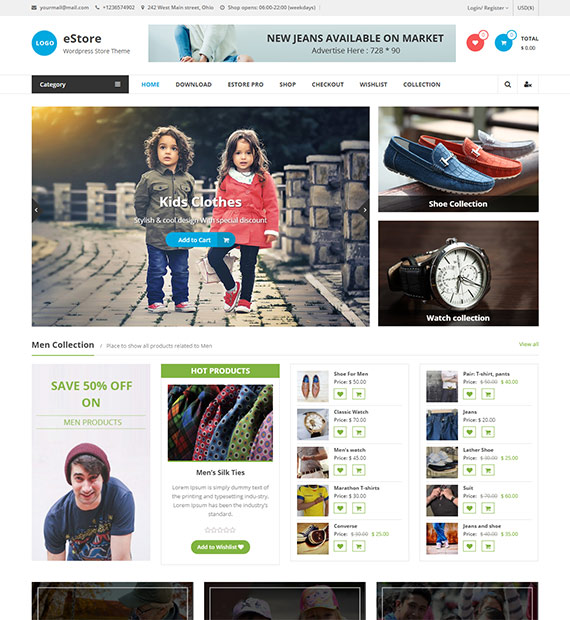 yourmail@mail.com +1236574902 242 West Main street, Ohio Shop opens: 06:00-22:00 (weekdays) Login/ Register USD($)
LOGO
eStore
Wordpress Store Theme
NEW JEANS AVAILABLE ON MARKET
Advertise Here : 728 * 90
0
0
TOTAL
$ 0.00
Category
HOME DOWNLOAD ESTORE PRO SHOP CHECKOUT WISHLIST COLLECTION
Kids Clothes
Stylish & cool design With special discount
Add to Cart
Shoe Collection
Watch collection
Men Collection / Place to show all products related to Men View all
SAVE 50% OFF
ON
MEN PRODUCTS
HOT PRODUCTS
Men's Silk Ties
Lorem Ipsum is simply dummy text of
the printing and typesetting indu-stry.
Lorem Ipsum has been the industry's
standard.
Add to Wishlist
Shoe For Men
Price: $ 50.00
Classic Watch
Price: $ 70.00
Men's watch
Price: $ 45.00
Marathon T-shirts
Price: $ 30.00
Converse
Price: $ 30.00 $ 25.00
Pair: T-shirt, pants
Price: $ 50.00 $ 40.00
Jeans
Price: $ 20.00
Lather Shoe
Price: $ 30.00 $ 25.00
Suit
Price: $ 70.00 $ 60.00
Jeans and shoe
Price: $ 40.00 $ 35.00